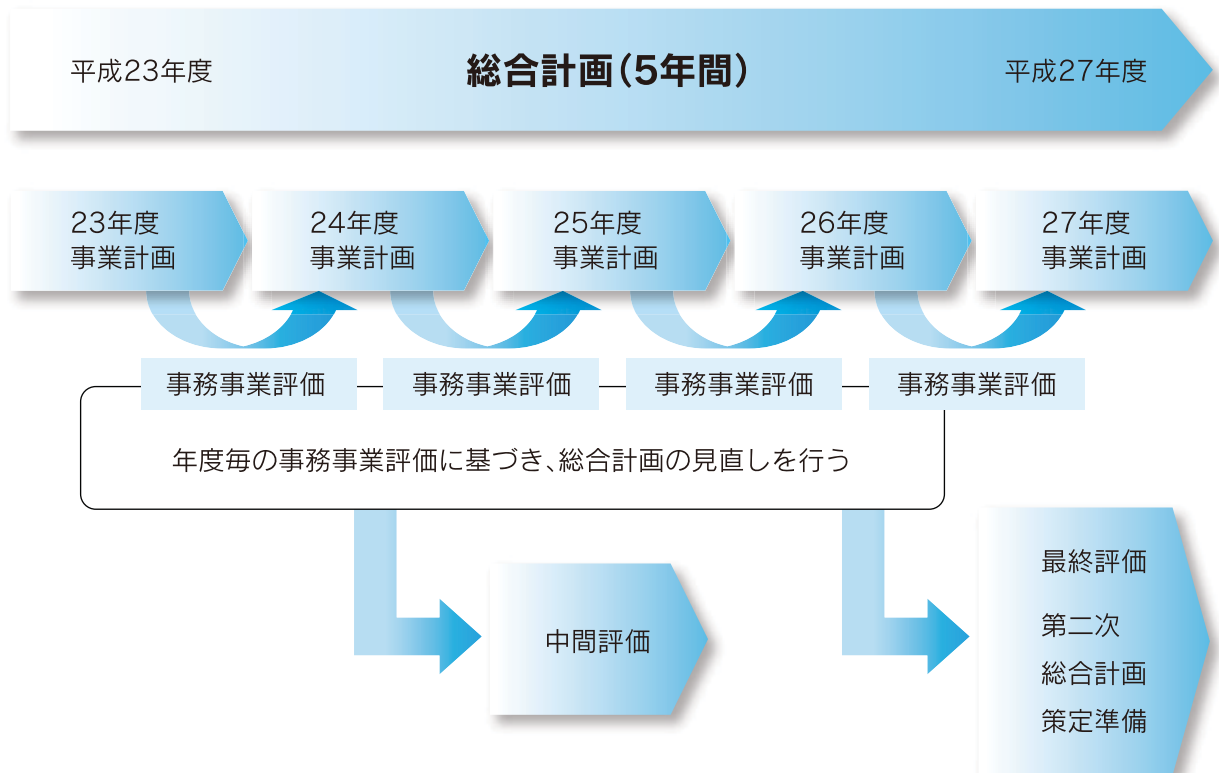 平成23年度
総合計画(5年間)
平成27年度
23年度
事業計画
24年度
事業計画
25年度
事業計画
26年度
事業計画
27年度
事業計画
事務事業評価
事務事業評価
事務事業評価
事務事業評価
年度毎の事務事業評価に基づき、総合計画の見直しを行う
中間評価
最終評価
第二次
総合計画
策定準備